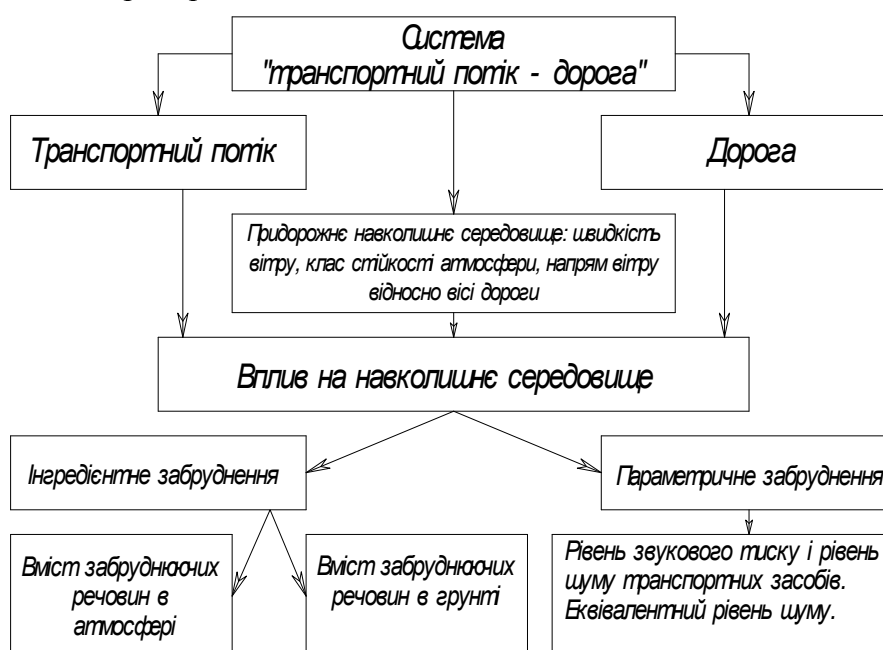 Система
"транспортний потік - дорога"
Транспортний потік
Дорога
Придорожнє навколишнє середовище: швидкість
вітру, клас стійкості атмосфери, напрям вітру
відносно вісі дороги
Вплив на навколишнє середовище
Інгредієнтне забруднення
Параметричне забруднення
Вміст забруднюючих
речовин в
атмосфері
Вміст забруднюючих
речовин в грунті
Рівень звукового тиску і рівень
шуму транспортних засобів.
Еквівалентний рівень шуму.